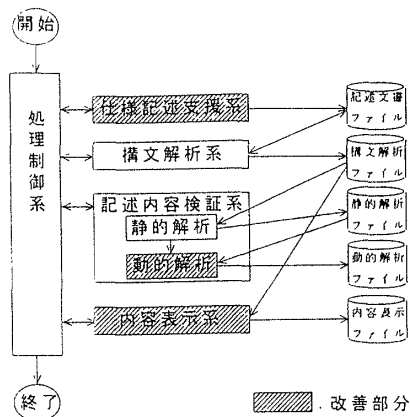 開始
処理制御系
仕様記述支援系
構文解析系
記述内容検証系
静的解析
動的解析
内容表示系
記述文書
ファイル
構文解析
ファイル
静的解析
ファイル
動的解析
ファイル
内容表示
ファイル
終了
．改善部分